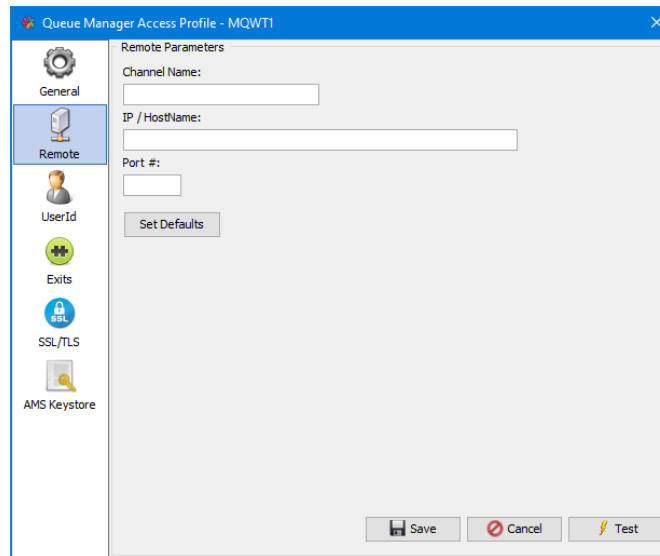 Queue Manager Access Profile - MQWT1
General
Remote
UserId
Exits
SSL
SSL/TLS
AMS Keystore
Remote Parameters
Channel Name:
IP / HostName:
Port #:
Set Defaults
Save
Cancel
Test